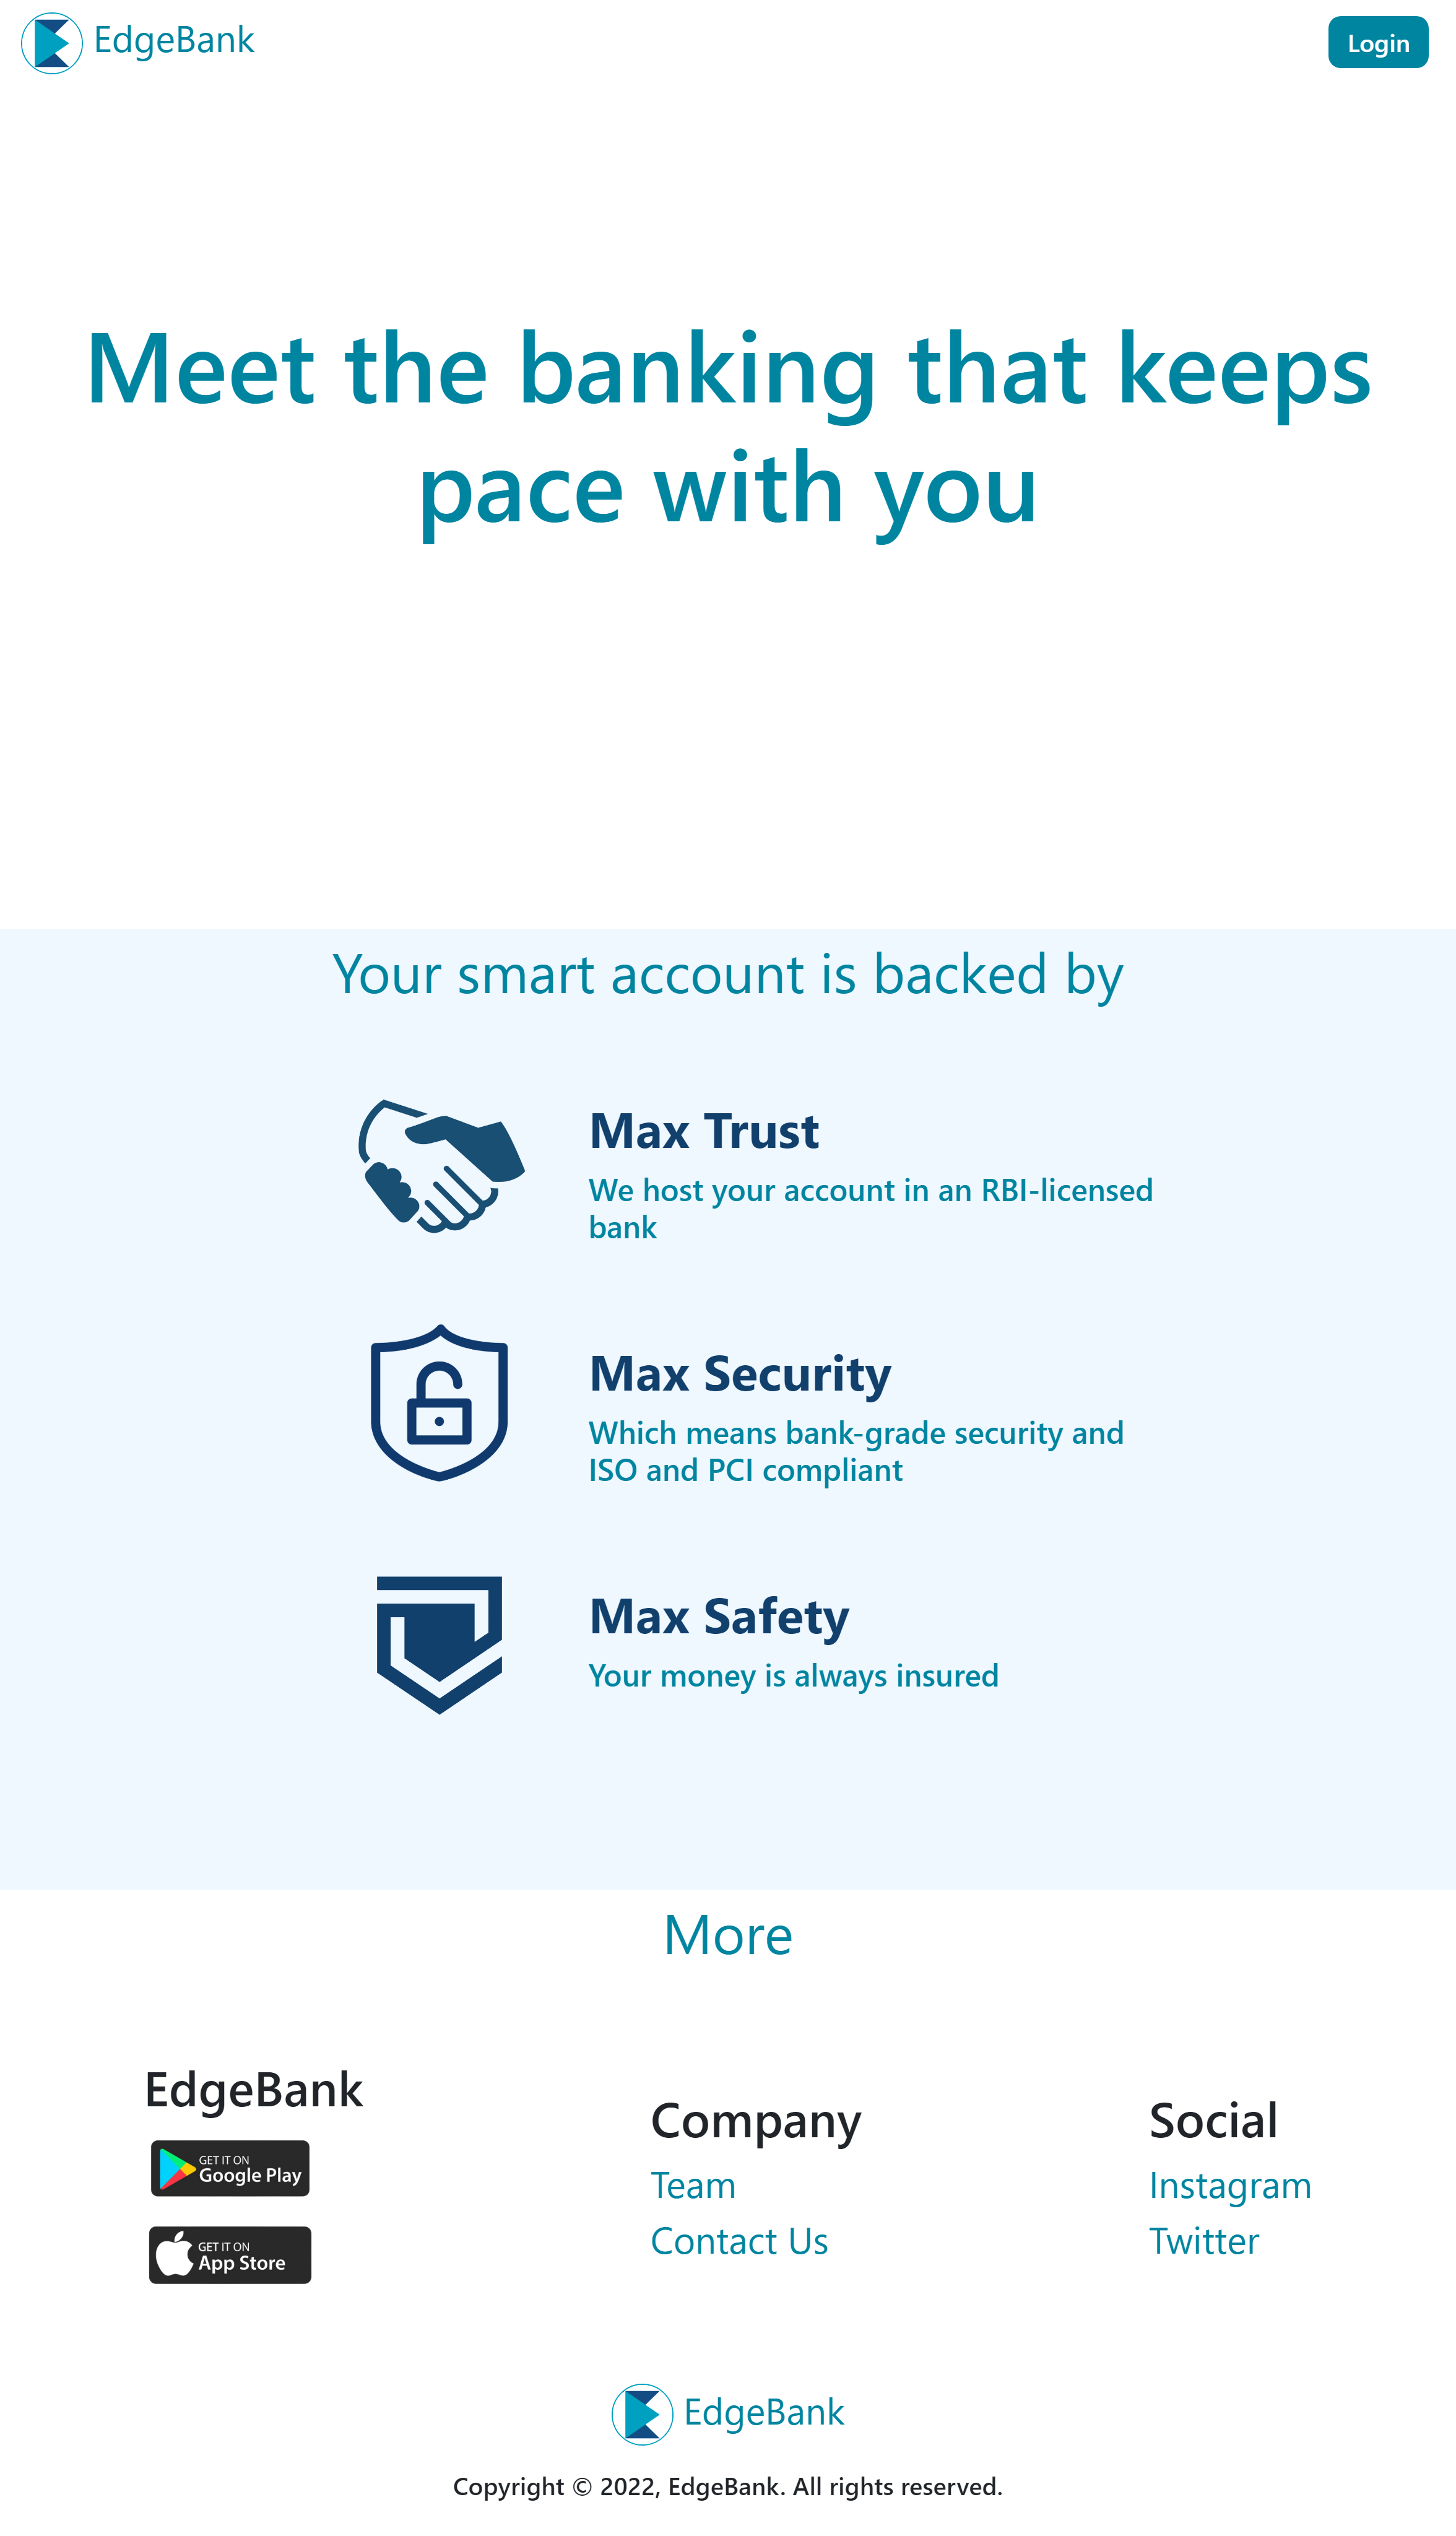 EdgeBank
Login
Meet the banking that keeps
pace with you
Your smart account is backed by
Max Trust
We host your account in an RBI-licensed
bank
Max Security
Which means bank-grade security and
ISO and PCI compliant
Max Safety
Your money is always insured
More
EdgeBank
GET IT ON
Google Play
GET IT ON
App Store
Company
Team
Contact Us
Social
Instagram
Twitter
EdgeBank
Copyright © 2022, EdgeBank. All rights reserved.